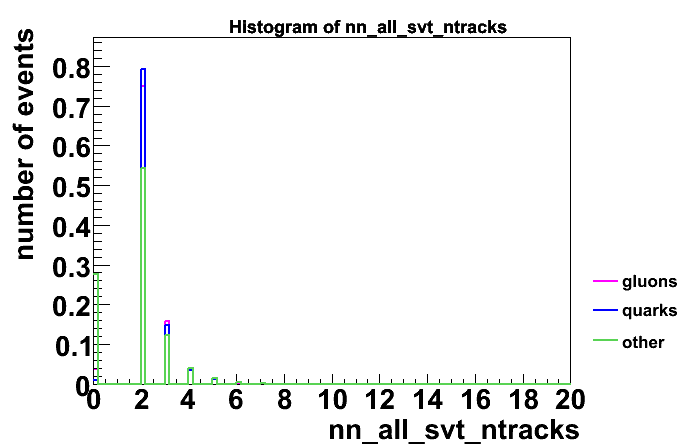 Histogram of nn_all_svt_ntracks
number of events
0.8
0.7
0.6
0.5
0.4
0.3
0.2
0.1
0
0 2 4 6 8 10 12 14 16 18 20
nn_all_svt_ntracks
gluons
quarks
other